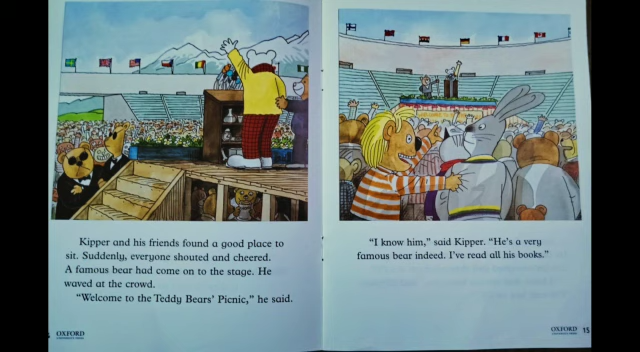 Kipper and his friends found a good place to
sit. Suddenly, everyone shouted and cheered.
A famous bear had come on to the stage. He
waved at the crowd.
"Welcome to the Teddy Bears' Picnic," he said.
OXFORD
"I know him," said Kipper. "He's a very
famous bear indeed. I've read all his books."
OXFORD
15